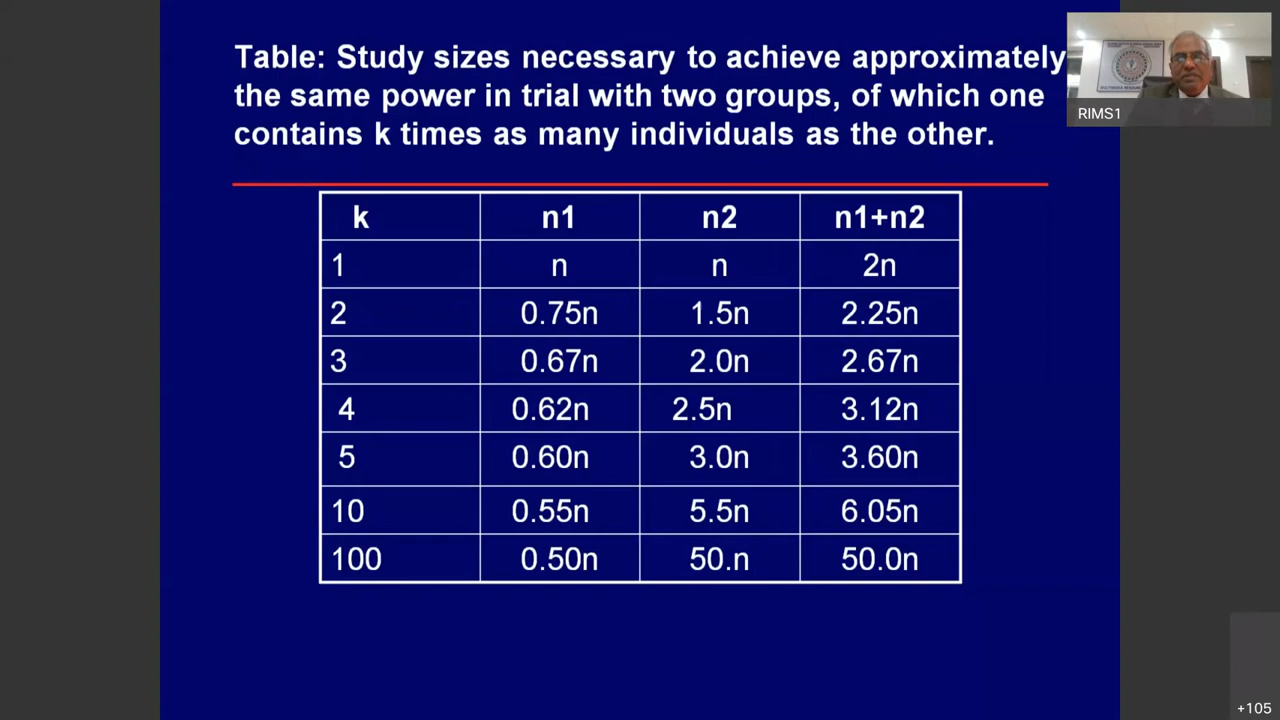 Table: Study sizes necessary to achieve approximately
the same power in trial with two groups, of which one
contains k times as many individuals as the other.
RIMS1
k n1 n2 n1+n2
1 n n 2n
2 0.75n 1.5n 2.25n
3 0.67n 2.0n 2.67n
4 0.62n 2.5n 3.12n
5 0.60n 3.0n 3.60n
10 0.55n 5.5n 6.05n
100 0.50n 50.n 50.0n
+105